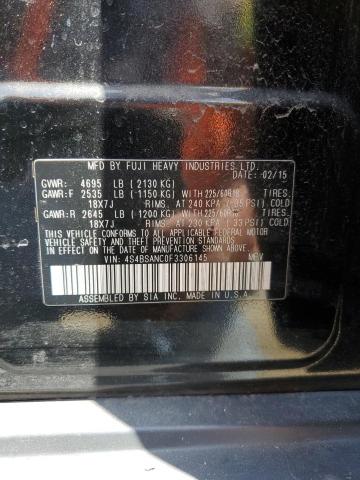 MFD BY FUJI HEAVY INDUSTRIES LTD.
DATE: 02/15
GVWR: 4695 LB (2130 KG)
GAWR:F 2535 LB (1150 KG) WITH 225/60R18 TIRES.
18X7J RIMS. AT 240 KPA (35 PSI) COLD
GAWR:R 2645 LB (1200 KG) WITH 225/60R18 TIRES.
18X7J RIMS. AT 230 KPA (33 PSI) COLD
THIS VEHICLE CONFORMS TO ALL APPLICABLE FEDERAL MOTOR
VEHICLE SAFETY AND THEFT PREVENTION STANDARDS
IN EFFECT ON THE DATE OF MANUFACTURE SHOWN ABOVE.
VIN: 4S4BSANC0F3306145 MPV
ASSEMBLED BY SIA INC. MADE IN U.S.A.